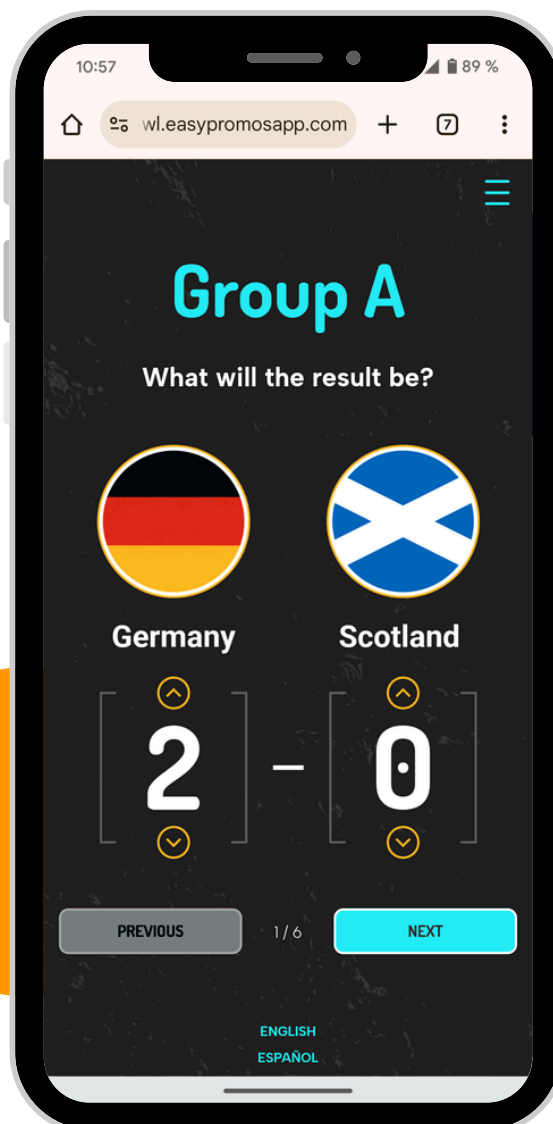 10:57
89 %
wl.easypromosapp.com
7
Group A
What will the result be?
Germany
Scotland
2 – 0
PREVIOUS
1 / 6
NEXT
ENGLISH
ESPAÑOL